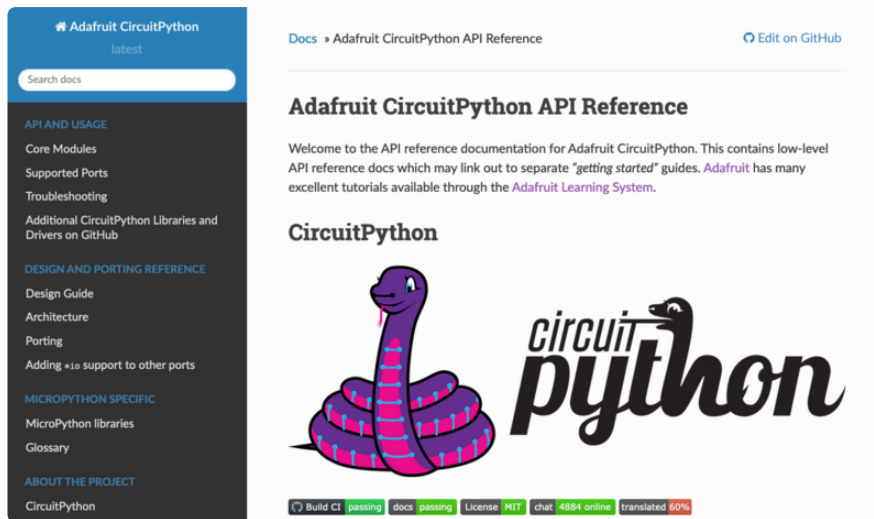 Adafruit CircuitPython
latest
Search docs
API AND USAGE
Core Modules
Supported Ports
Troubleshooting
Additional CircuitPython Libraries and
Drivers on GitHub
DESIGN AND PORTING REFERENCE
Design Guide
Architecture
Porting
Adding *io support to other ports
MICROPYTHON SPECIFIC
MicroPython libraries
Glossary
ABOUT THE PROJECT
CircuitPython
Docs » Adafruit CircuitPython API Reference
Edit on GitHub
Adafruit CircuitPython API Reference
Welcome to the API reference documentation for Adafruit CircuitPython. This contains low-level
API reference docs which may link out to separate "getting started" guides. Adafruit has many
excellent tutorials available through the Adafruit Learning System.
CircuitPython
circuit
python
Build CI passing docs passing License MIT chat 4884 online translated 60%